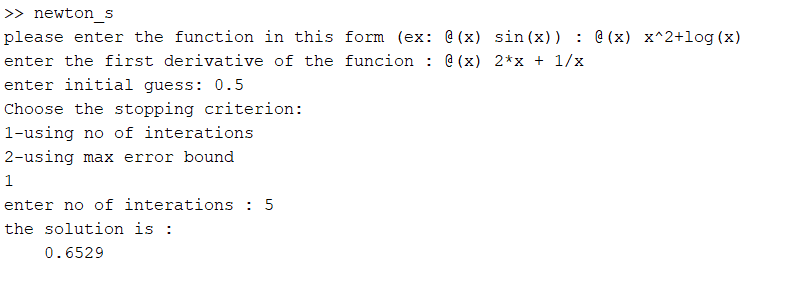 >> newton_s
please enter the function in this form (ex: @(x) sin(x)) : @(x) x^2+log(x)
enter the first derivative of the funcion : @(x) 2*x + 1/x
enter initial guess: 0.5
Choose the stopping criterion:
1-using no of interations
2-using max error bound
1
enter no of interations : 5
the solution is :
0.6529